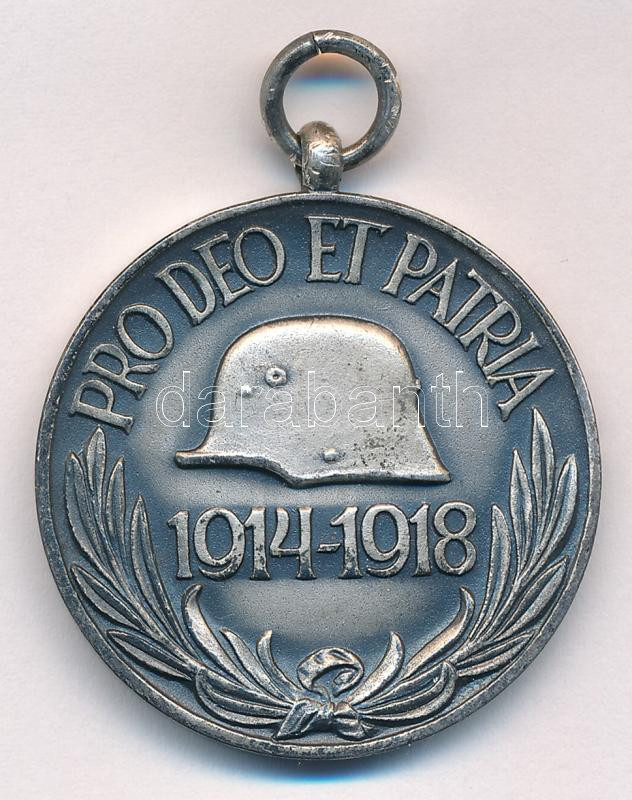 PRO DEO ET PATRIA
darabanth
1914-1918